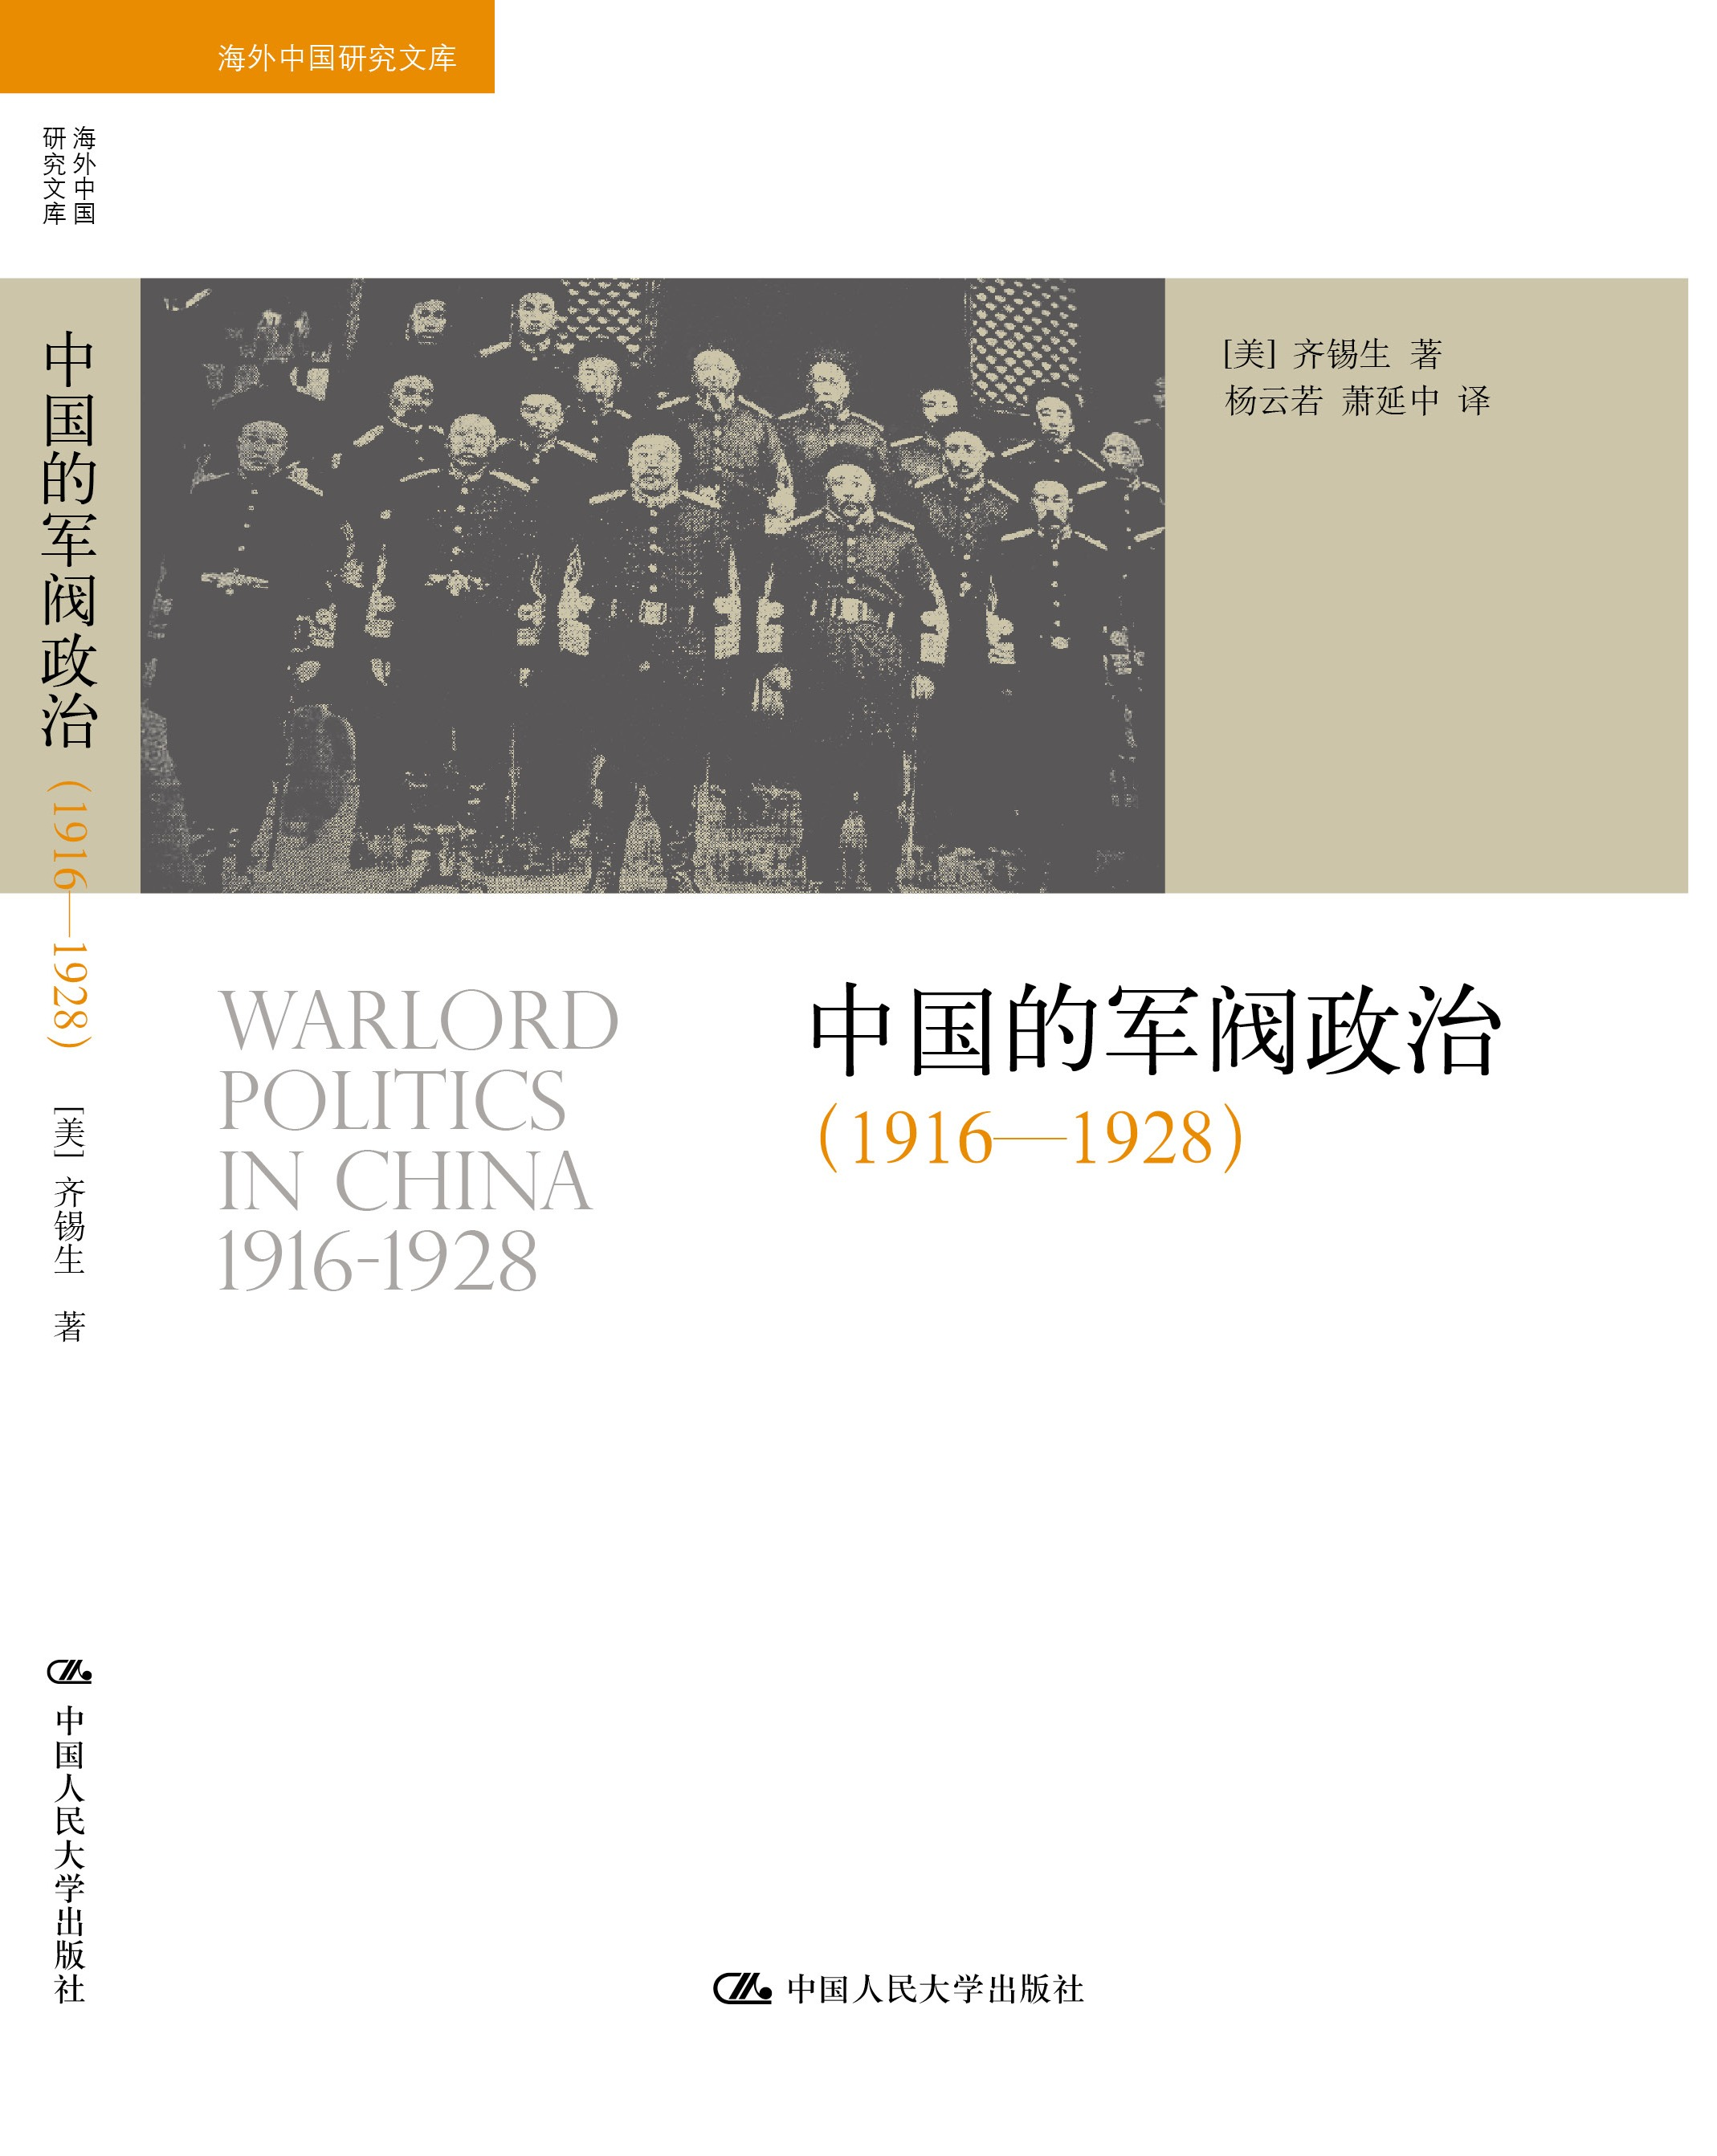 海外中国研究文库
海外中国
研究文库
中国的军阀政治
（1916—1928）
[美] 齐锡生 著
中国人民大学出版社
[美] 齐锡生 著
杨云若 萧延中 译
WARLORD
POLITICS
IN CHINA
1916-1928
中国的军阀政治
（1916—1928）
中国人民大学出版社